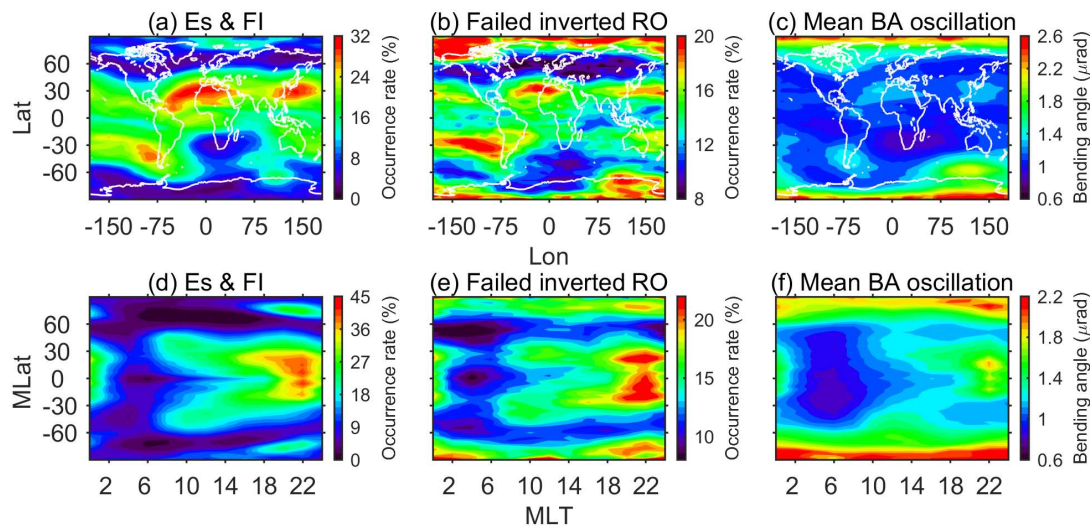 (a) Es & FI
(b) Failed inverted RO
(c) Mean BA oscillation
Lat
60
30
0
-30
-60
-150 -75 0 75 150
32
24
16
8
0
Occurrence rate (%)
-150 -75 0 75 150
20
17
14
11
8
Occurrence rate (%)
-150 -75 0 75 150
2.6
2.2
1.8
1.4
1
0.6
Bending angle (μrad)
Lon
(d) Es & FI
(e) Failed inverted RO
(f) Mean BA oscillation
MLat
60
30
0
-30
-60
2 6 10 14 18 22
45
36
27
18
9
0
Occurrence rate (%)
2 6 10 14 18 22
20
15
10
Occurrence rate (%)
2 6 10 14 18 22
2.2
1.8
1.4
1
0.6
Bending angle (μrad)
MLT